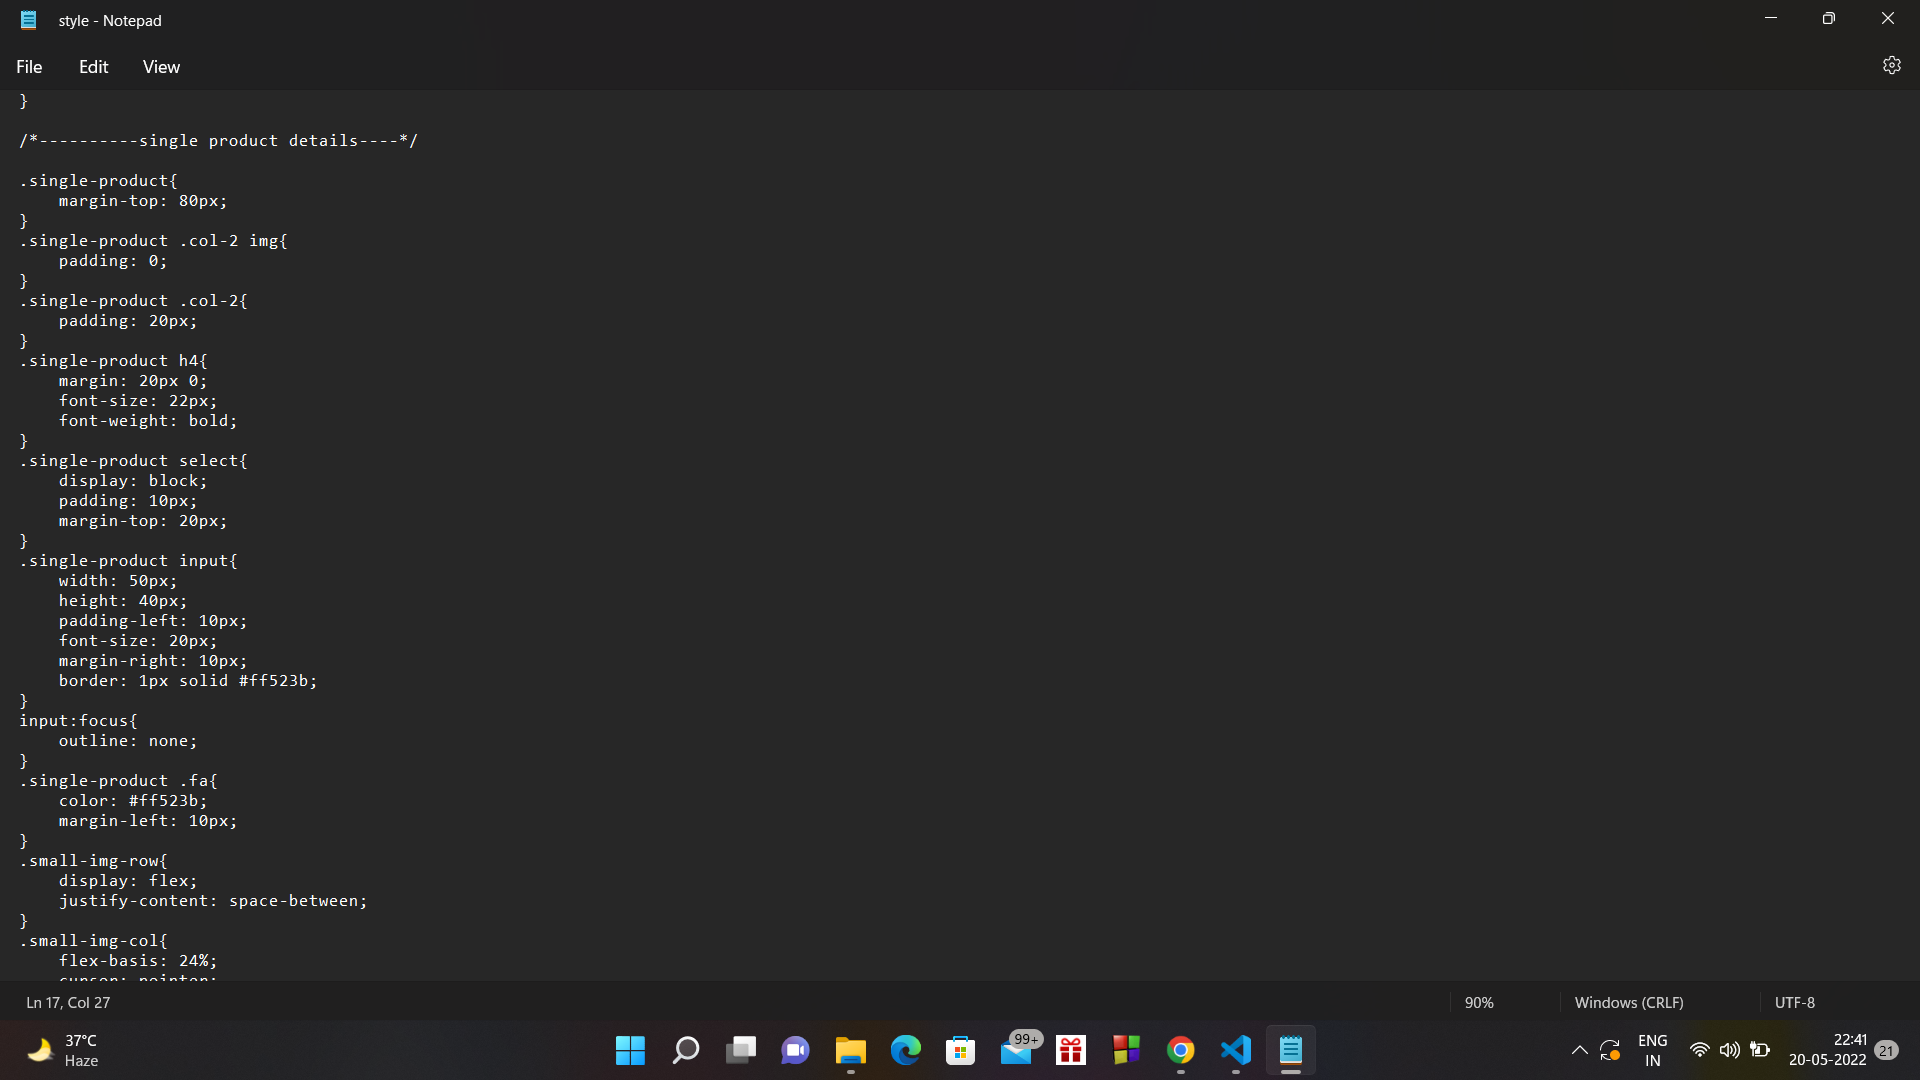 style - Notepad
File Edit View
}
/*----------single product details----*/
.single-product{
    margin-top: 80px;
}
.single-product .col-2 img{
    padding: 0;
}
.single-product .col-2{
    padding: 20px;
}
.single-product h4{
    margin: 20px 0;
    font-size: 22px;
    font-weight: bold;
}
.single-product select{
    display: block;
    padding: 10px;
    margin-top: 20px;
}
.single-product input{
    width: 50px;
    height: 40px;
    padding-left: 10px;
    font-size: 20px;
    margin-right: 10px;
    border: 1px solid #ff523b;
}
input:focus{
    outline: none;
}
.single-product .fa{
    color: #ff523b;
    margin-left: 10px;
}
.small-img-row{
    display: flex;
    justify-content: space-between;
}
.small-img-col{
    flex-basis: 24%;
    cursor: pointer;
Ln 17, Col 27 90% Windows (CRLF) UTF-8
37°C
Haze
99+
ENG
IN
22:41
20-05-2022
21